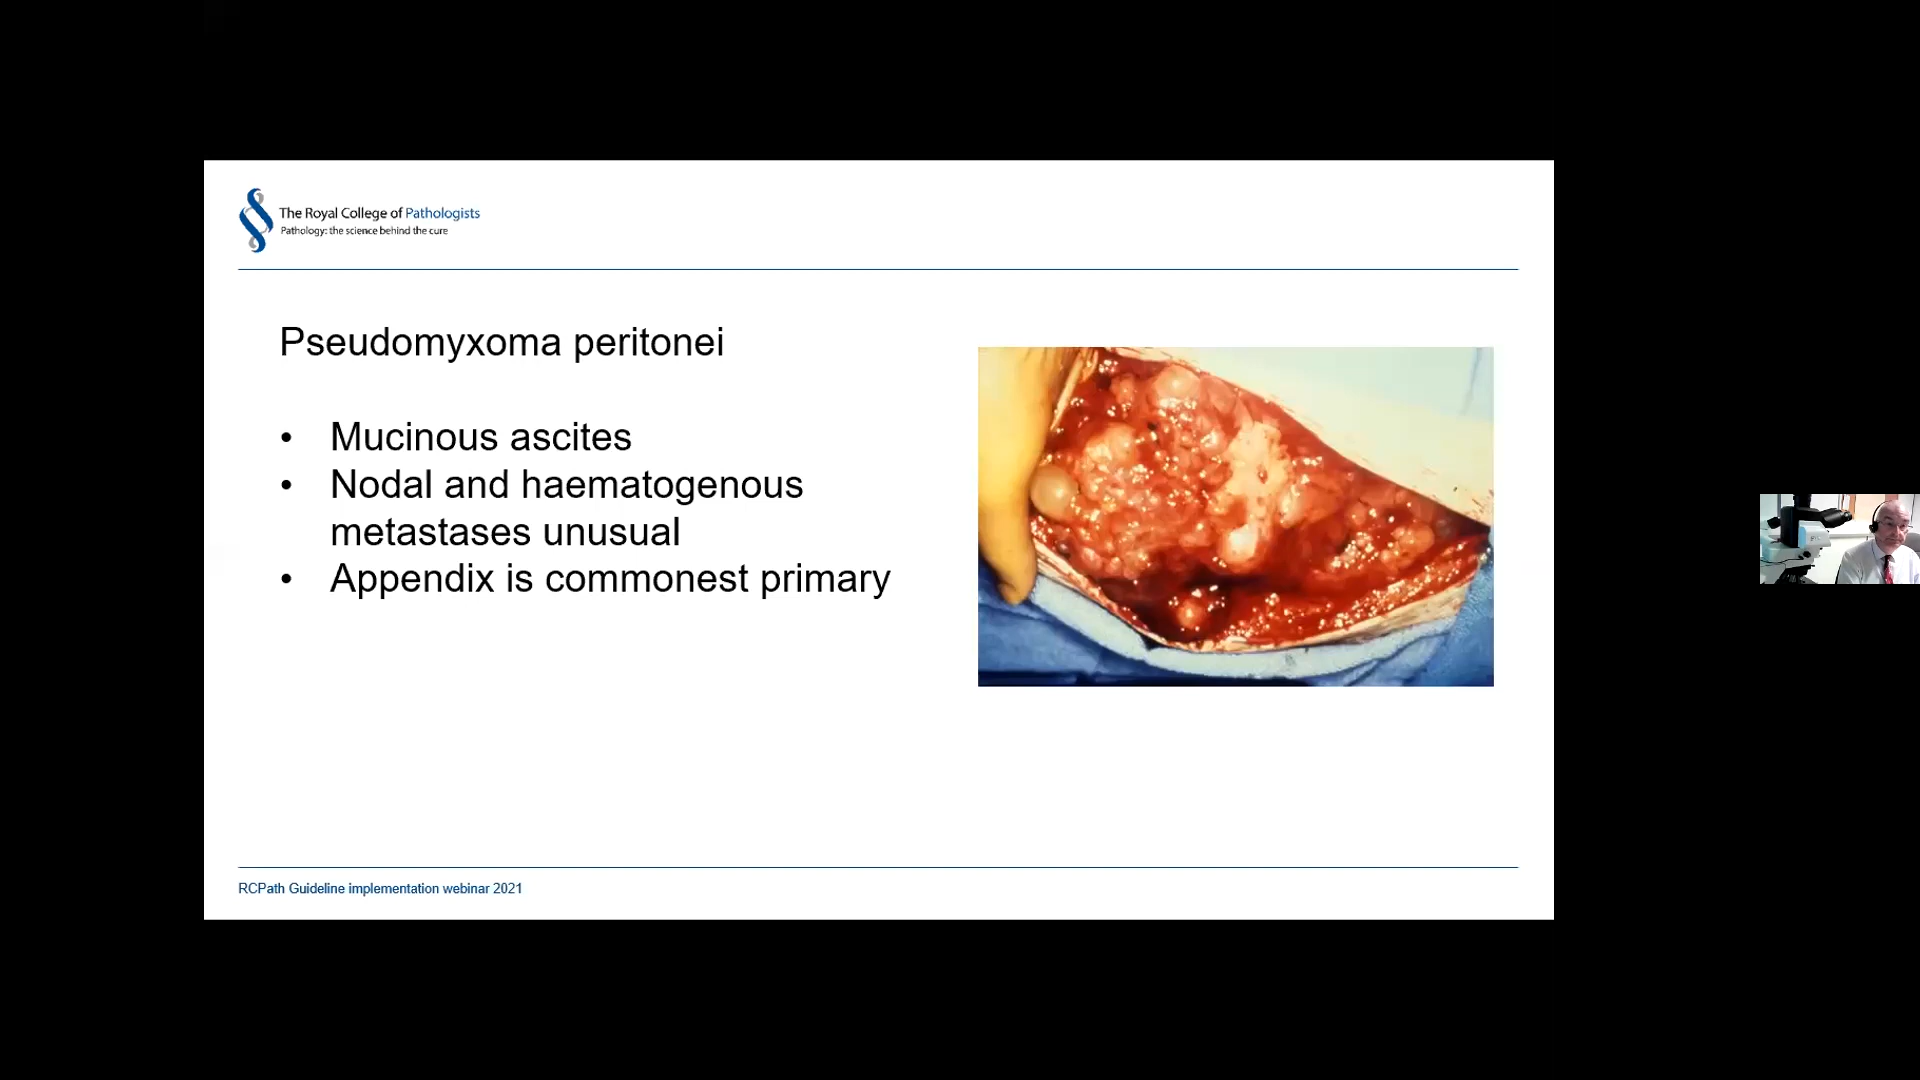 The Royal College of Pathologists
Pathology: the science behind the cure
Pseudomyxoma peritonei
• Mucinous ascites
• Nodal and haematogenous
metastases unusual
• Appendix is commonest primary
RCPath Guideline implementation webinar 2021